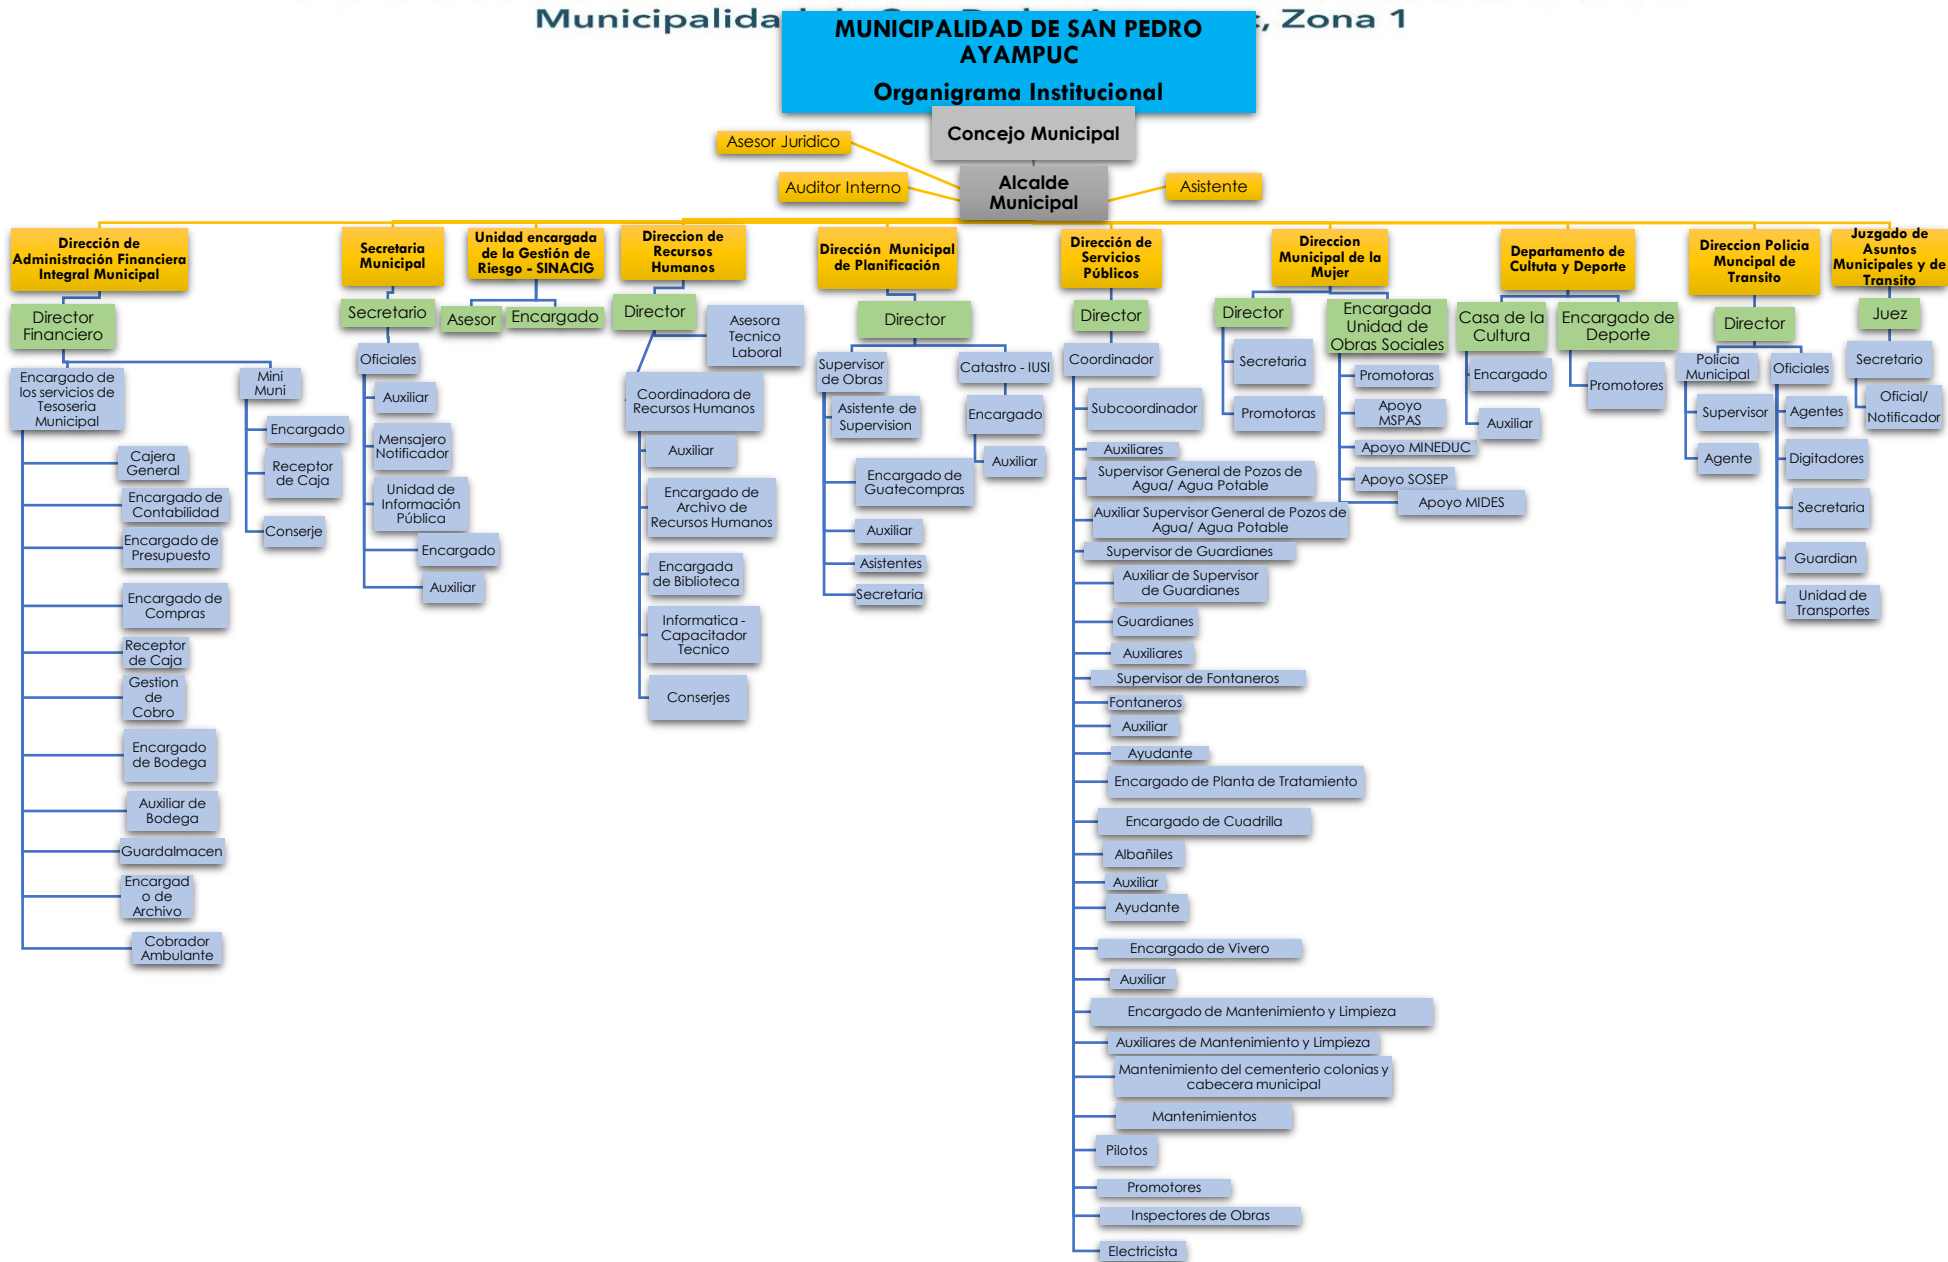 Municipalida
, Zona 1
MUNICIPALIDAD DE SAN PEDRO
AYAMPUC
Organigrama Institucional
Concejo Municipal
Asesor Juridico
Alcalde
Municipal
Auditor Interno
Asistente
Dirección de
Administración Financiera
Integral Municipal
Director
Financiero
Encargado de
los servicios de
Tesoseria
Municipal
Cajera
General
Encargado de
Contabilidad
Encargado de
Presupuesto
Encargado de
Compras
Receptor
de Caja
Gestion
de
Cobro
Encargado
de Bodega
Auxiliar de
Bodega
Guardalmacen
Encargad
o de
Archivo
Cobrador
Ambulante
Mini
Muni
Encargado
Receptor
de Caja
Conserje
Secretaria
Municipal
Secretario
Oficiales
Auxiliar
Mensajero
Notificador
Unidad de
Información
Pública
Encargado
Auxiliar
Unidad encargada
de la Gestión de
Riesgo - SINACIG
Asesor
Encargado
Direccion de
Recursos
Humanos
Director
Asesora
Tecnico
Laboral
Coordinadora de
Recursos Humanos
Auxiliar
Encargado de
Archivo de
Recursos Humanos
Encargada
de Biblioteca
Informatica -
Capacitador
Tecnico
Conserjes
Dirección Municipal
de Planificación
Director
Supervisor
de Obras
Asistente de
Supervision
Encargado de
Guatecompras
Auxiliar
Asistentes
Secretaria
Catastro - IUSI
Encargado
Auxiliar
Dirección de
Servicios
Públicos
Director
Coordinador
Subcoordinador
Auxiliares
Supervisor General de Pozos de
Agua/ Agua Potable
Auxiliar Supervisor General de Pozos de
Agua/ Agua Potable
Supervisor de Guardianes
Auxiliar de Supervisor
de Guardianes
Guardianes
Auxiliares
Supervisor de Fontaneros
Fontaneros
Auxiliar
Ayudante
Encargado de Planta de Tratamiento
Encargado de Cuadrilla
Albañiles
Auxiliar
Ayudante
Encargado de Vivero
Auxiliar
Encargado de Mantenimiento y Limpieza
Auxiliares de Mantenimiento y Limpieza
Mantenimiento del cementerio colonias y
cabecera municipal
Mantenimientos
Pilotos
Promotores
Inspectores de Obras
Electricista
Direccion
Municipal de la
Mujer
Director
Secretaria
Promotoras
Encargada
Unidad de
Obras Sociales
Promotoras
Apoyo
MSPAS
Apoyo MINEDUC
Apoyo SOSEP
Apoyo MIDES
Departamento de
Cultuta y Deporte
Casa de la
Cultura
Encargado
Auxiliar
Encargado de
Deporte
Promotores
Direccion Policia
Muncipal de
Transito
Director
Policia
Municipal
Supervisor
Agente
Oficiales
Agentes
Digitadores
Secretaria
Guardian
Unidad de
Transportes
Juzgado de
Asuntos
Municipales y de
Transito
Juez
Secretario
Oficial/
Notificador